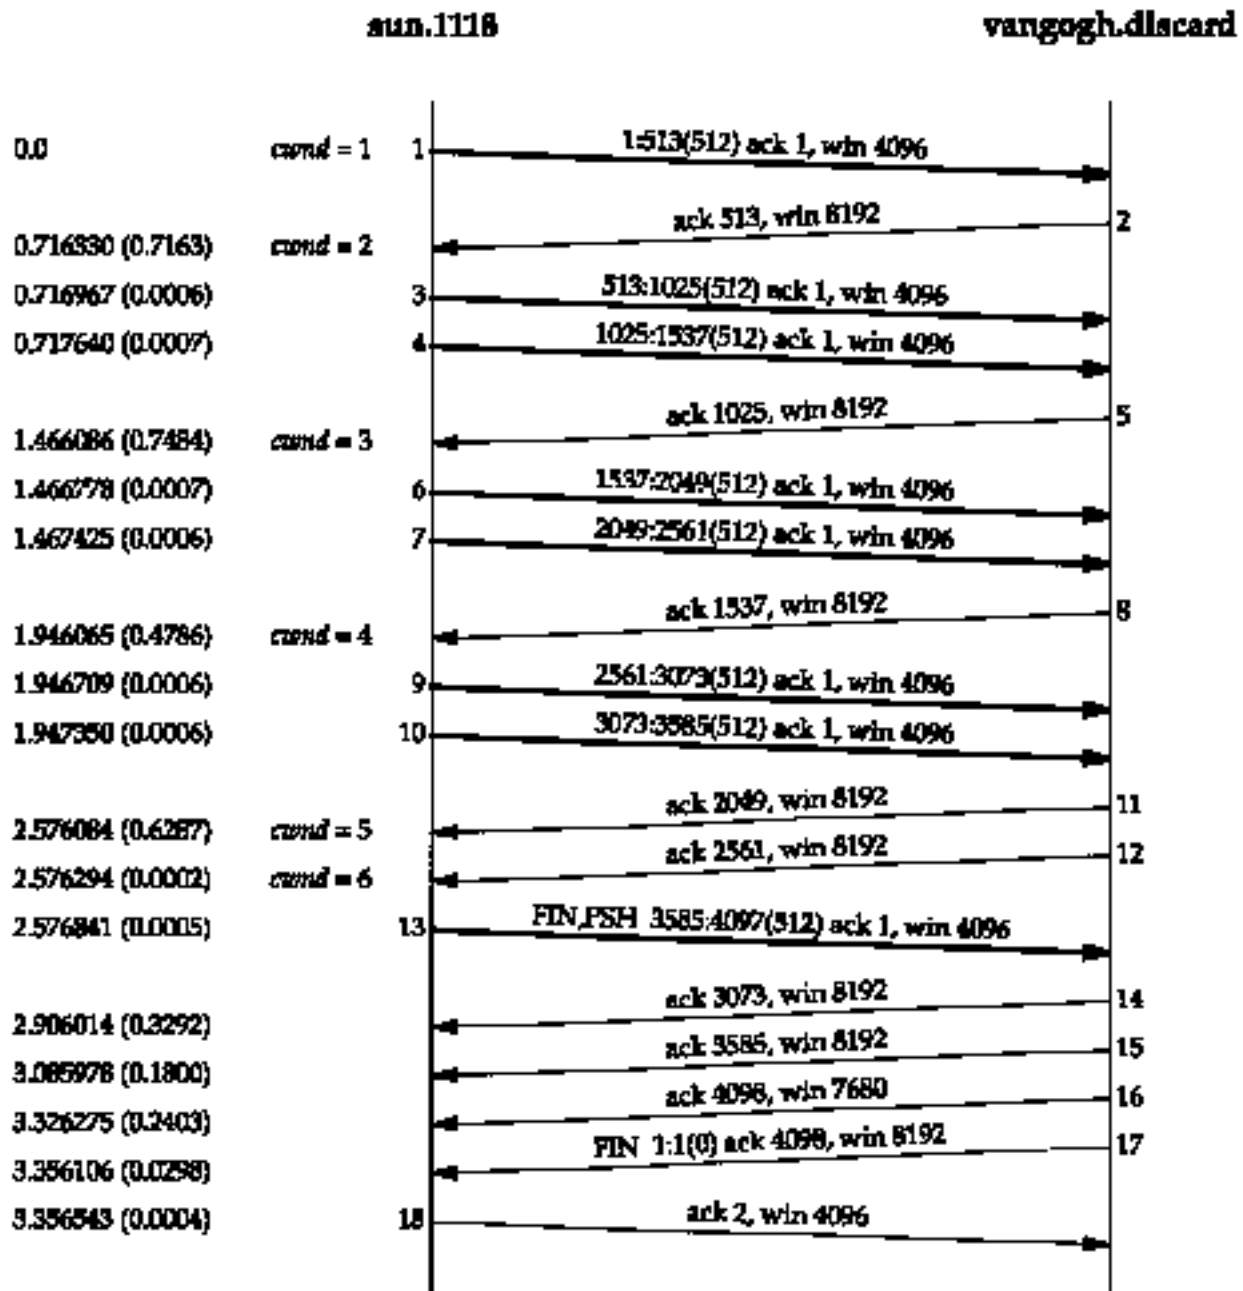 sun.1118 vangogh.discard
0.0 cwnd = 1 1 1:513(512) ack 1, win 4096
ack 513, win 8192 2
0.716330 (0.7163) cwnd = 2
0.716967 (0.0006) 3 513:1025(512) ack 1, win 4096
0.717640 (0.0007) 4 1025:1537(512) ack 1, win 4096
ack 1025, win 8192 5
1.466086 (0.7484) cwnd = 3
1.466778 (0.0007) 6 1537:2049(512) ack 1, win 4096
1.467425 (0.0006) 7 2049:2561(512) ack 1, win 4096
ack 1537, win 8192 8
1.946065 (0.4786) cwnd = 4
1.946709 (0.0006) 9 2561:3073(512) ack 1, win 4096
1.947350 (0.0006) 10 3073:3585(512) ack 1, win 4096
ack 2049, win 8192 11
2.576084 (0.6287) cwnd = 5
ack 2561, win 8192 12
2.576294 (0.0002) cwnd = 6
2.576841 (0.0005) 13 FIN,PSH 3585:4097(512) ack 1, win 4096
ack 3073, win 8192 14
2.906014 (0.3292)
ack 3585, win 8192 15
3.085978 (0.1800)
ack 4098, win 7680 16
3.326275 (0.2403)
FIN 1:1(0) ack 4098, win 8192 17
3.356106 (0.0298)
3.356543 (0.0004) 18 ack 2, win 4096